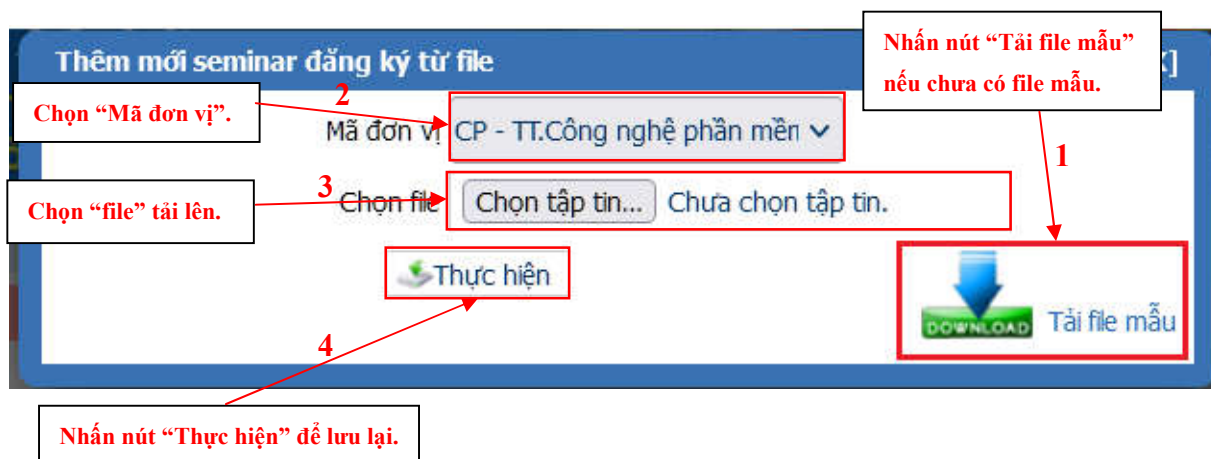 Nhấn nút “Tải file mẫu”
nếu chưa có file mẫu.
Thêm mới seminar đăng ký từ file
]
Chọn “Mã đơn vị”.
2
Mã đơn vị
CP - TT.Công nghệ phần mền
1
Chọn “file” tải lên.
3
Chọn file
Chọn tập tin...
Chưa chọn tập tin.
Thực hiện
DOWNLOAD
Tải file mẫu
4
Nhấn nút “Thực hiện” để lưu lại.